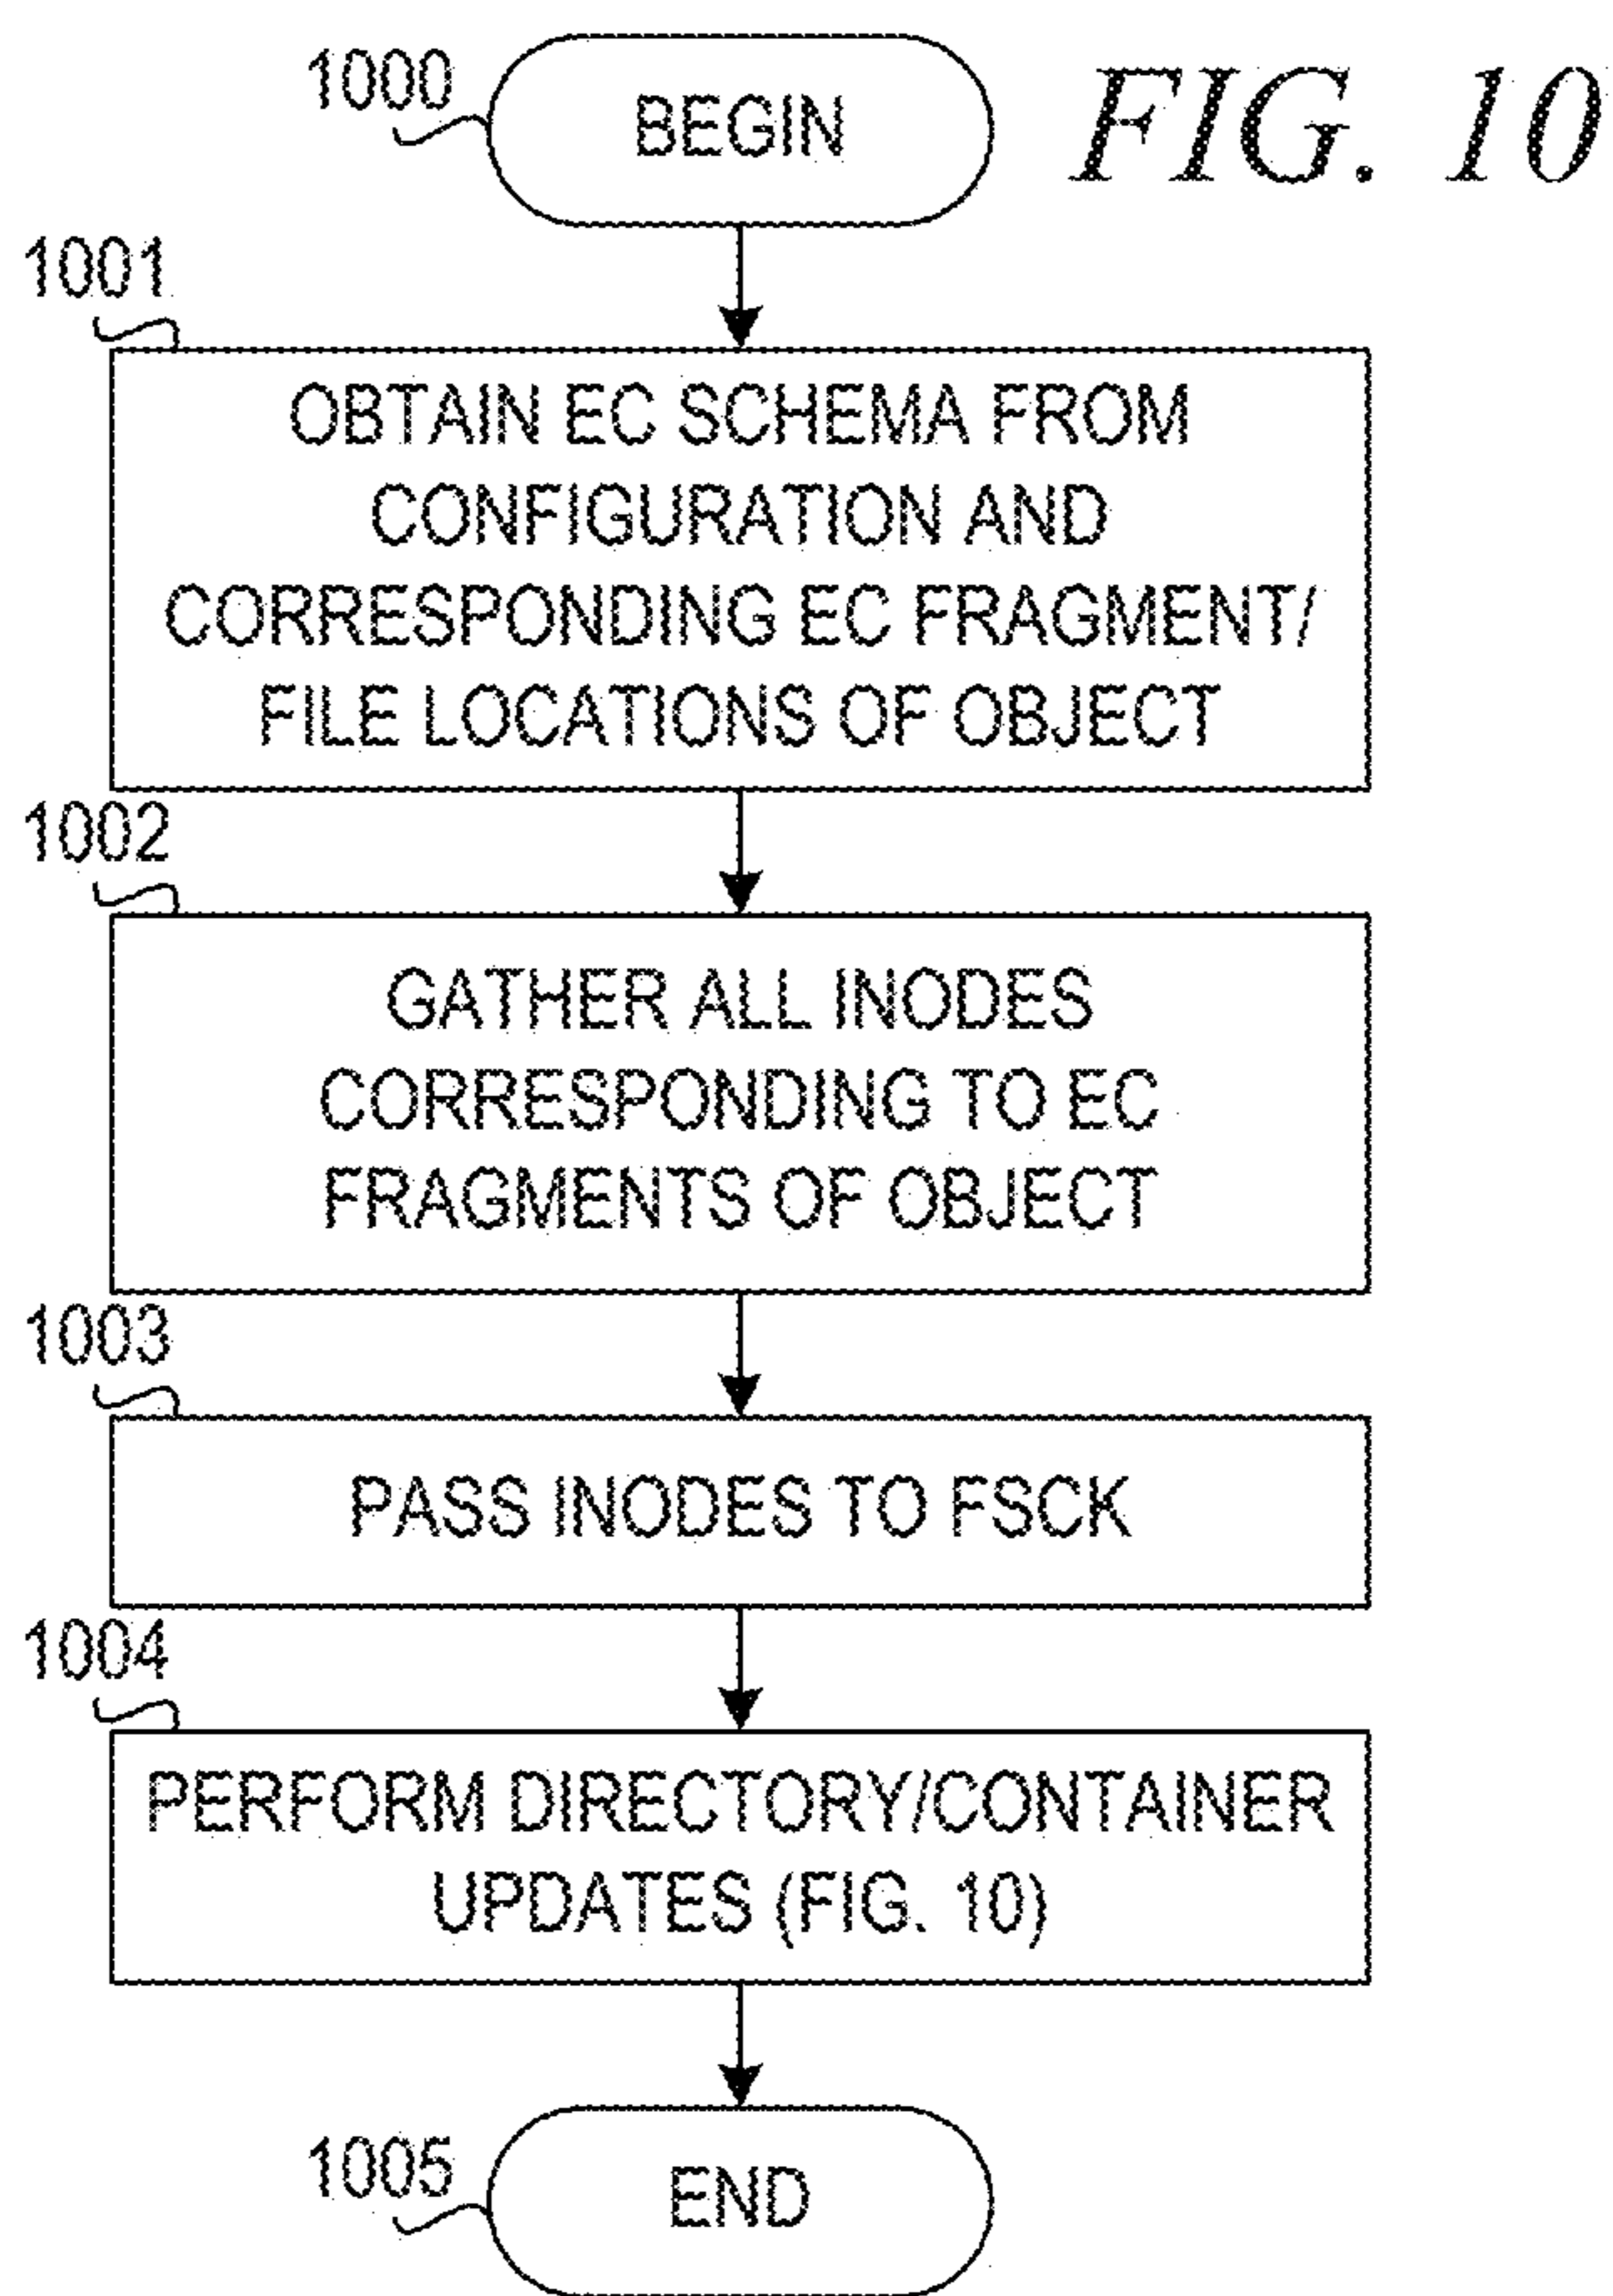 1000
BEGIN
FIG. 10
1001
OBTAIN EC SCHEMA FROM
CONFIGURATION AND
CORRESPONDING EC FRAGMENT/
FILE LOCATIONS OF OBJECT
1002
GATHER ALL INODES
CORRESPONDING TO EC
FRAGMENTS OF OBJECT
1003
PASS INODES TO FSCK
1004
PERFORM DIRECTORY/CONTAINER
UPDATES (FIG. 10)
1005
END